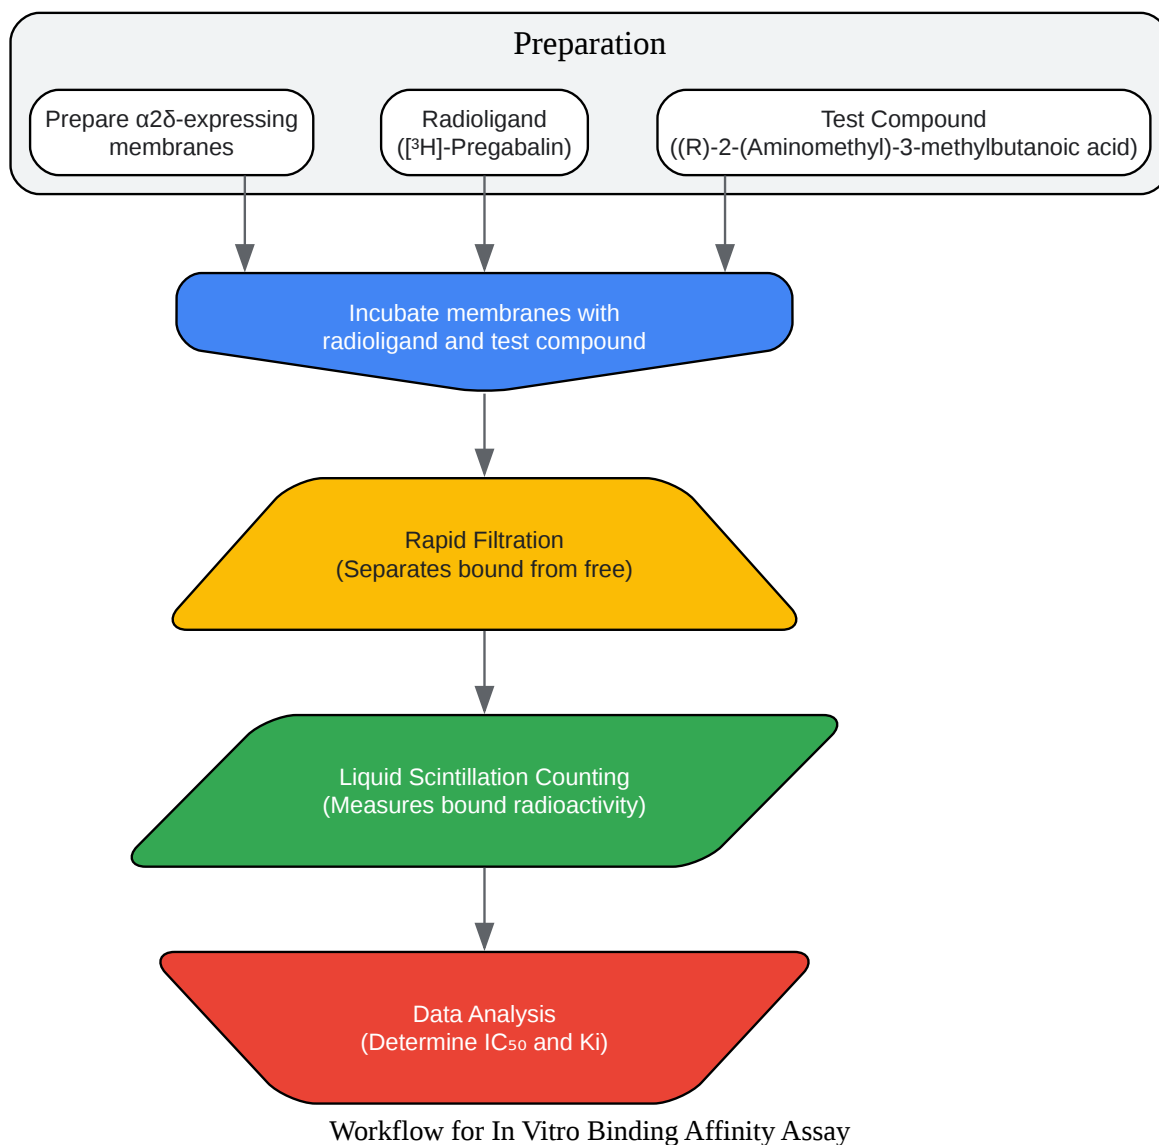 Preparation
Prepare α2δ-expressing
membranes
Radioligand
([³H]-Pregabalin)
Test Compound
((R)-2-(Aminomethyl)-3-methylbutanoic acid)
Incubate membranes with
radioligand and test compound
Rapid Filtration
(Separates bound from free)
Liquid Scintillation Counting
(Measures bound radioactivity)
Data Analysis
(Determine IC₅₀ and Ki)
Workflow for In Vitro Binding Affinity Assay